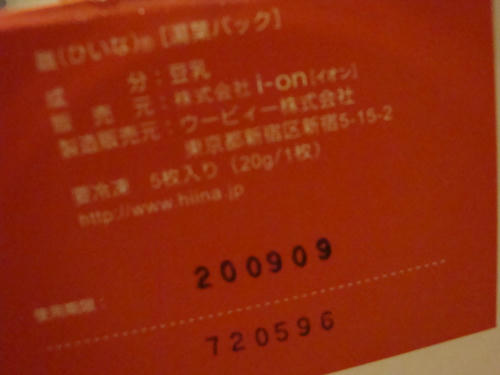 雛(ひいな)® [湯葉パック]
成 分：豆乳
販 売 元：株式会社 i-on [イオン]
製造販売元：ウービィー株式会社
東京都新宿区新宿5-15-2
要冷凍 5枚入り（20g/1枚）
http://www.hiina.jp
200909
使用期限：
720596